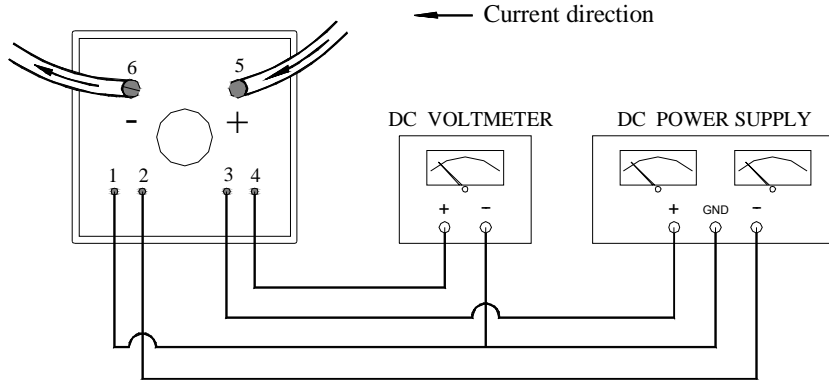 Current direction
6 5
- +
DC VOLTMETER DC POWER SUPPLY
1 2 3 4
+ - + GND -